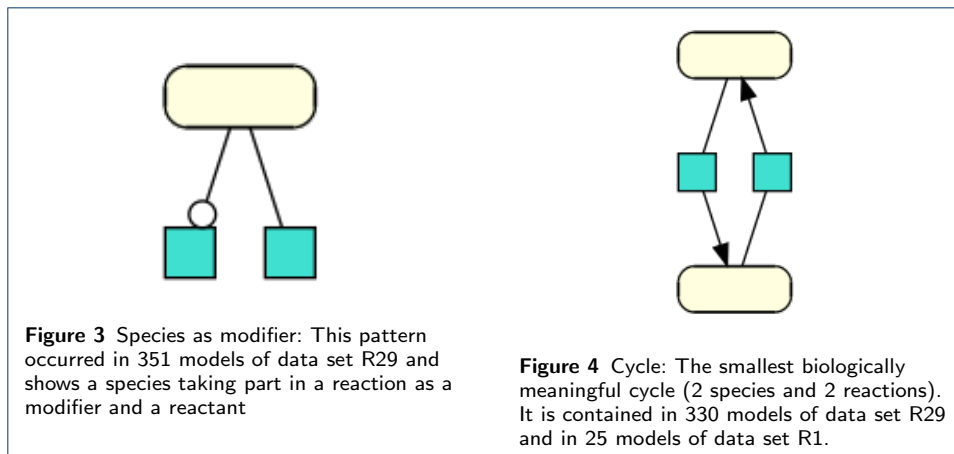 Figure 3 Species as modifier: This pattern
occurred in 351 models of data set R29 and
shows a species taking part in a reaction as a
modifier and a reactant
Figure 4 Cycle: The smallest biologically
meaningful cycle (2 species and 2 reactions).
It is contained in 330 models of data set R29
and in 25 models of data set R1.